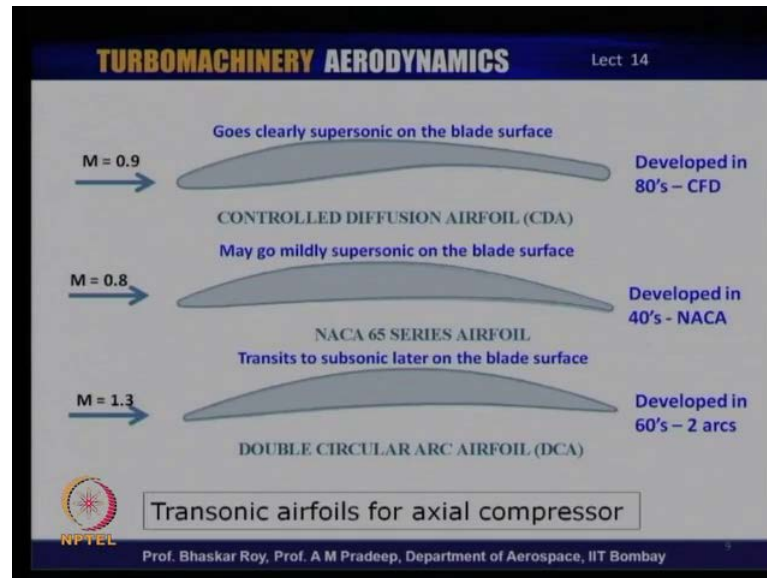 TURBOMACHINERY AERODYNAMICS
Lect 14
Goes clearly supersonic on the blade surface
M = 0.9
Developed in
80's – CFD
CONTROLLED DIFFUSION AIRFOIL (CDA)
May go mildly supersonic on the blade surface
M = 0.8
Developed in
40's - NACA
NACA 65 SERIES AIRFOIL
Transits to subsonic later on the blade surface
M = 1.3
Developed in
60's – 2 arcs
DOUBLE CIRCULAR ARC AIRFOIL (DCA)
Transonic airfoils for axial compressor
NPTEL
9
Prof. Bhaskar Roy, Prof. A M Pradeep, Department of Aerospace, IIT Bombay